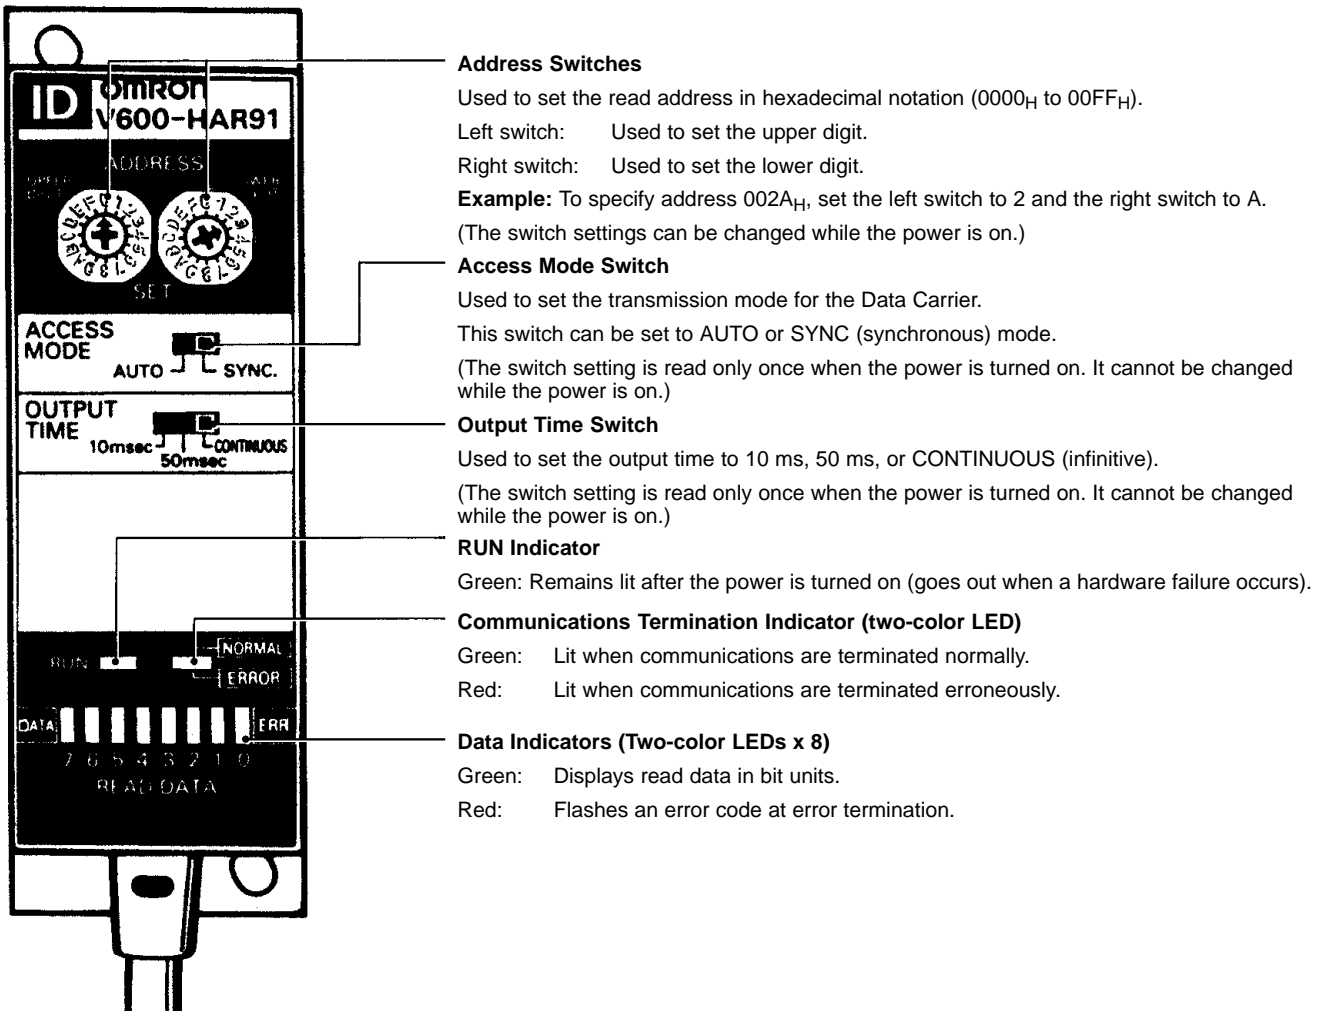 ID OMRON
V600-HAR91
ADDRESS
SET
ACCESS
MODE
AUTO SYNC.
OUTPUT
TIME
10msec CONTINUOUS
50msec
RUN NORMAL
ERROR
DATA ERR
7 6 5 4 3 2 1 0
READ DATA
Address Switches
Used to set the read address in hexadecimal notation (0000H to 00FFH).
Left switch: Used to set the upper digit.
Right switch: Used to set the lower digit.
Example: To specify address 002AH, set the left switch to 2 and the right switch to A.
(The switch settings can be changed while the power is on.)
Access Mode Switch
Used to set the transmission mode for the Data Carrier.
This switch can be set to AUTO or SYNC (synchronous) mode.
(The switch setting is read only once when the power is turned on. It cannot be changed
while the power is on.)
Output Time Switch
Used to set the output time to 10 ms, 50 ms, or CONTINUOUS (infinitive).
(The switch setting is read only once when the power is turned on. It cannot be changed
while the power is on.)
RUN Indicator
Green: Remains lit after the power is turned on (goes out when a hardware failure occurs).
Communications Termination Indicator (two-color LED)
Green: Lit when communications are terminated normally.
Red: Lit when communications are terminated erroneously.
Data Indicators (Two-color LEDs x 8)
Green: Displays read data in bit units.
Red: Flashes an error code at error termination.